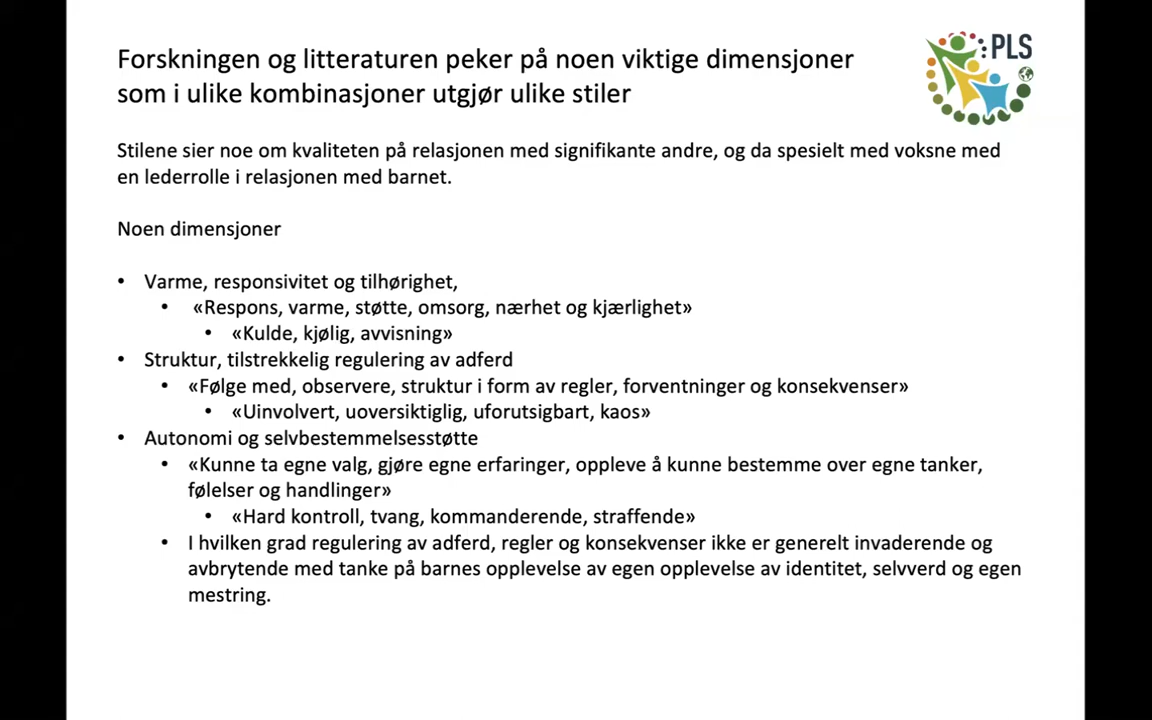 Forskningen og litteraturen peker på noen viktige dimensjoner
som i ulike kombinasjoner utgjør ulike stiler
:PLS
Stilene sier noe om kvaliteten på relasjonen med signifikante andre, og da spesielt med voksne med
en lederrolle i relasjonen med barnet.
Noen dimensjoner
• Varme, responsivitet og tilhørighet,
• «Respons, varme, støtte, omsorg, nærhet og kjærlighet»
• «Kulde, kjølig, avvisning»
• Struktur, tilstrekkelig regulering av adferd
• «Følge med, observere, struktur i form av regler, forventninger og konsekvenser»
• «Uinvolvert, uoversiktiglig, uforutsigbart, kaos»
• Autonomi og selvbestemmelsesstøtte
• «Kunne ta egne valg, gjøre egne erfaringer, oppleve å kunne bestemme over egne tanker,
følelser og handlinger»
• «Hard kontroll, tvang, kommanderende, straffende»
• I hvilken grad regulering av adferd, regler og konsekvenser ikke er generelt invaderende og
avbrytende med tanke på barnes opplevelse av egen opplevelse av identitet, selvverd og egen
mestring.